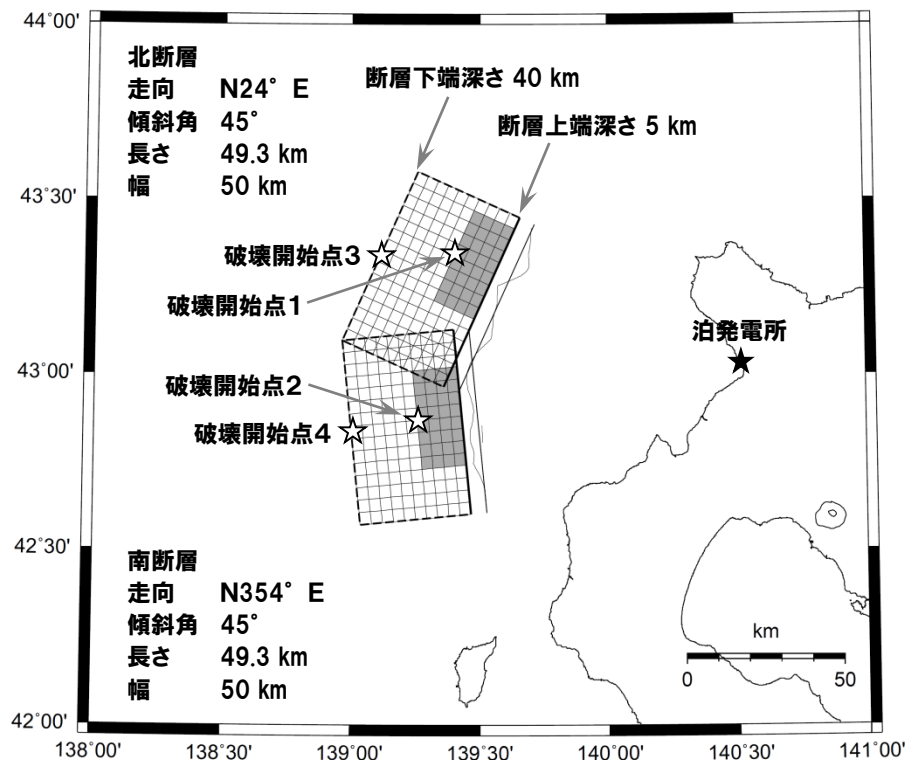 44°00'
北断層
走向 N24° E
傾斜角 45°
長さ 49.3 km
幅 50 km
断層下端深さ 40 km
断層上端深さ 5 km
43°30'
破壊開始点3
破壊開始点1
泊発電所
43°00'
破壊開始点2
破壊開始点4
42°30'
南断層
走向 N354° E
傾斜角 45°
長さ 49.3 km
幅 50 km
km
0 50
42°00'
138°00' 138°30' 139°00' 139°30' 140°00' 140°30' 141°00'